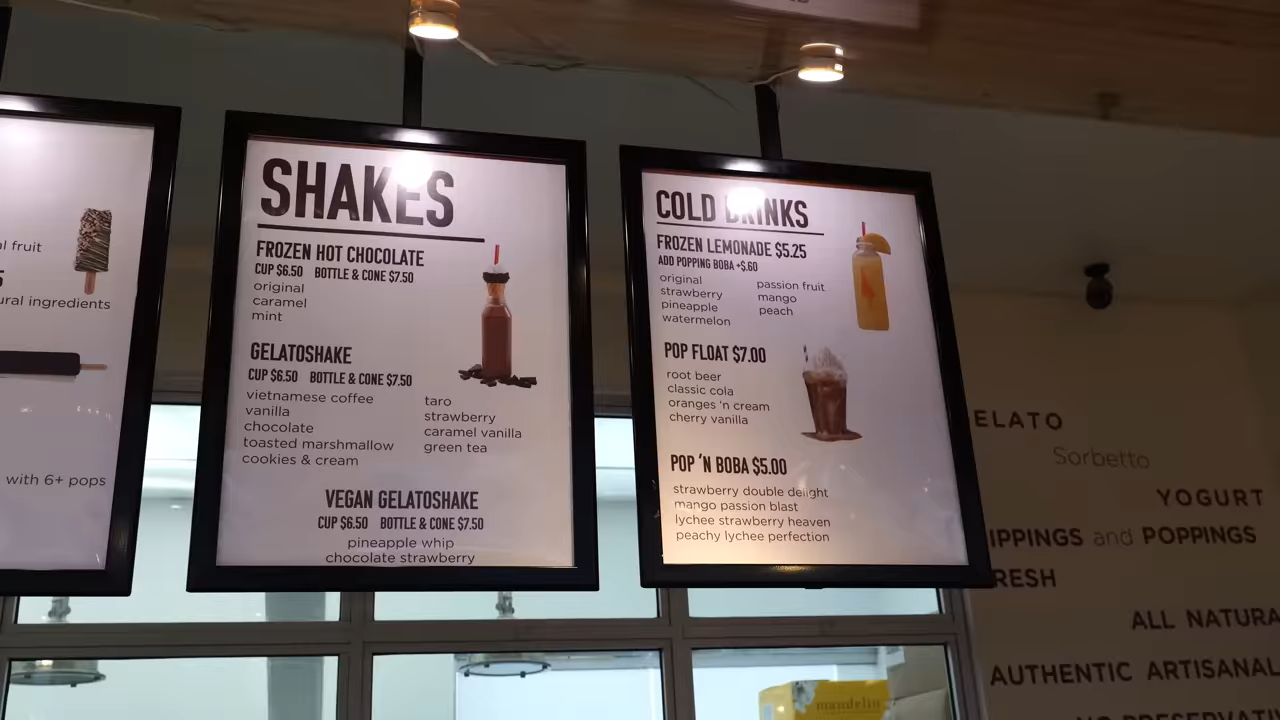 al fruit
ural ingredients
with 6+ pops
SHAKES
FROZEN HOT CHOCOLATE
CUP $6.50 BOTTLE & CONE $7.50
original
caramel
mint
GELATOSHAKE
CUP $6.50 BOTTLE & CONE $7.50
vietnamese coffee
vanilla
chocolate
toasted marshmallow
cookies & cream
taro
strawberry
caramel vanilla
green tea
VEGAN GELATOSHAKE
CUP $6.50 BOTTLE & CONE $7.50
pineapple whip
chocolate strawberry
COLD DRINKS
FROZEN LEMONADE $5.25
ADD POPPING BOBA +$.60
original
strawberry
pineapple
watermelon
passion fruit
mango
peach
POP FLOAT $7.00
root beer
classic cola
oranges 'n cream
cherry vanilla
POP 'N BOBA $5.00
strawberry double delight
mango passion blast
lychee strawberry heaven
peachy lychee perfection
ELATO
Sorbetto
YOGURT
IPPINGS and POPPINGS
RESH
ALL NATURA
AUTHENTIC ARTISANAL
NO PRESERVATI
mandelin